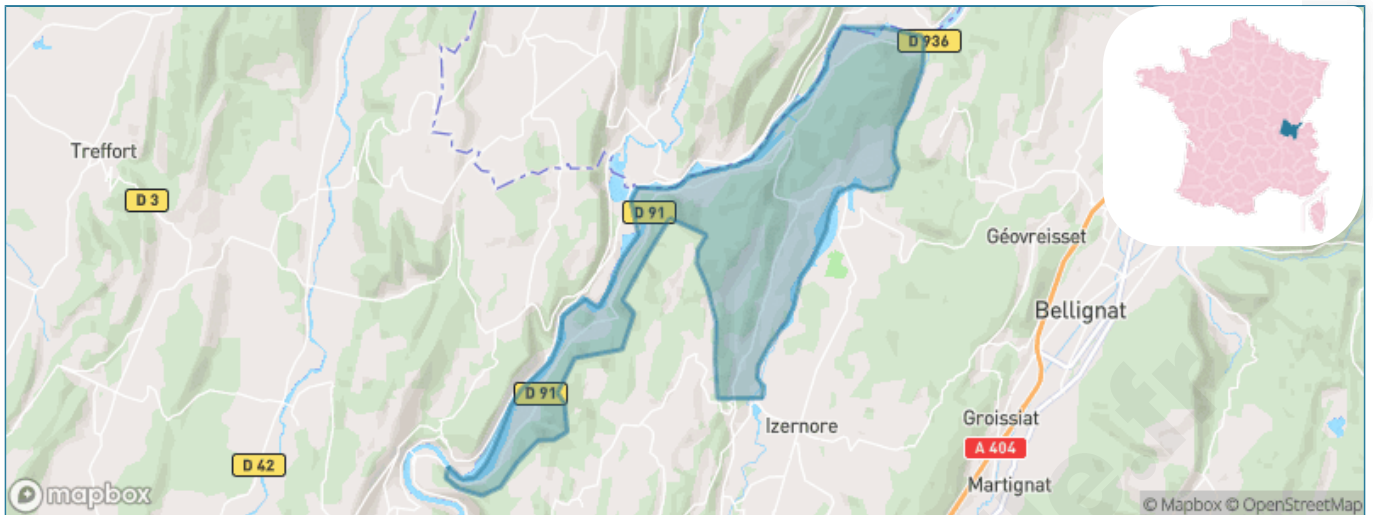 D 936
Treffort
D 3
D 91
Géovreisset
Bellignat
D 91
Izernore
Groissiat
A 404
D 42
Martignat
mapbox
© Mapbox © OpenStreetMap